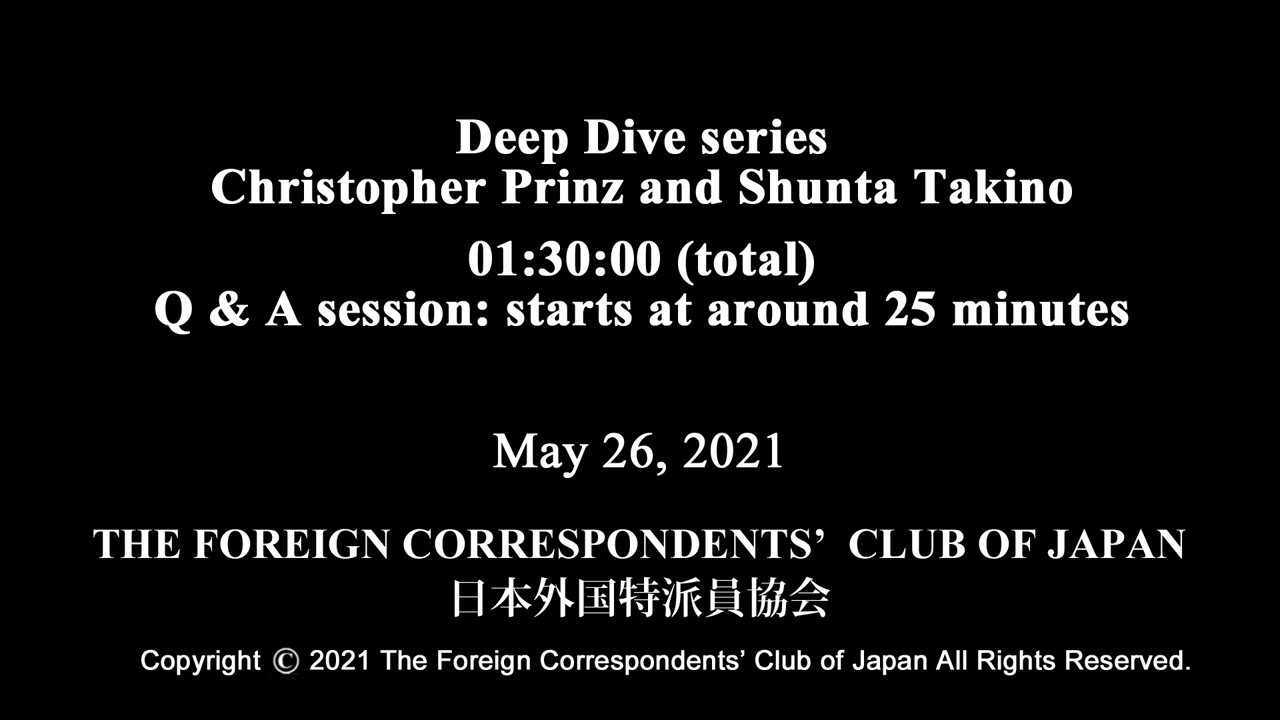 Deep Dive series
Christopher Prinz and Shunta Takino
01:30:00 (total)
Q & A session: starts at around 25 minutes
May 26, 2021
THE FOREIGN CORRESPONDENTS’ CLUB OF JAPAN
日本外国特派員協会
Copyright © 2021 The Foreign Correspondents’ Club of Japan All Rights Reserved.